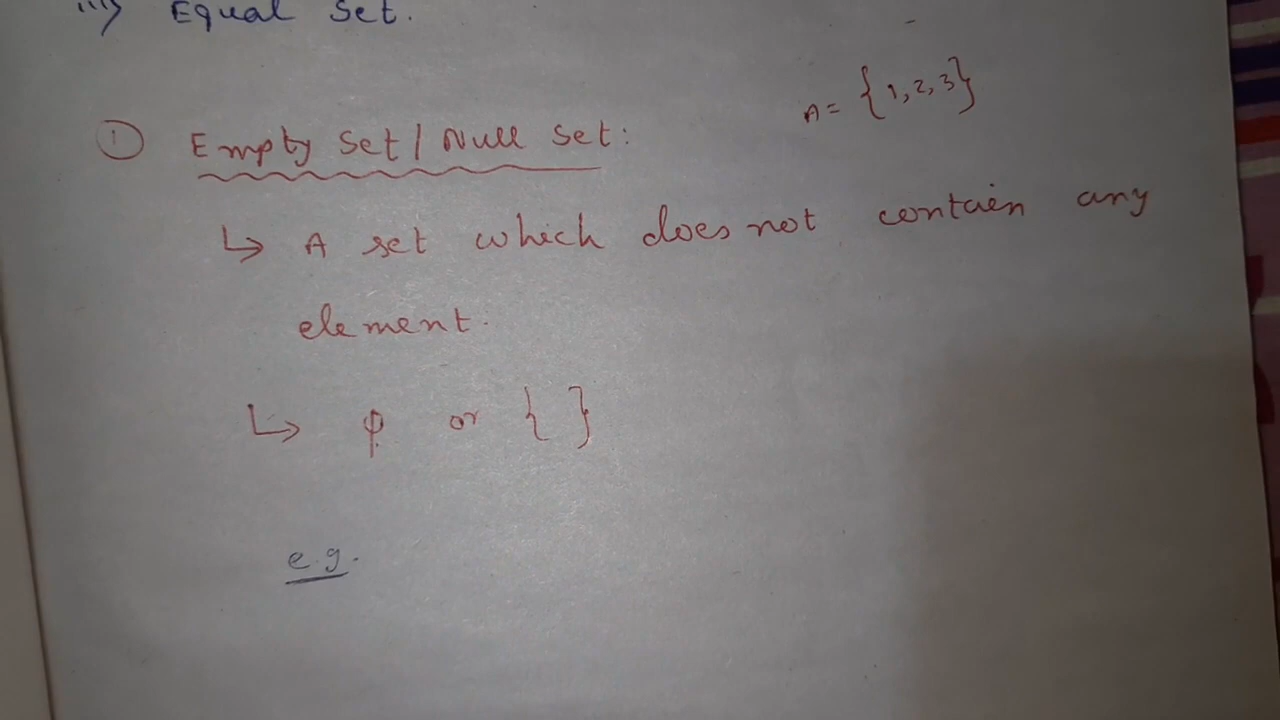 iii) Equal Set.
A = {1, 2, 3}
① Empty Set / Null Set:
↳ A set which does not contain any
element.
↳ φ or { }
e.g.